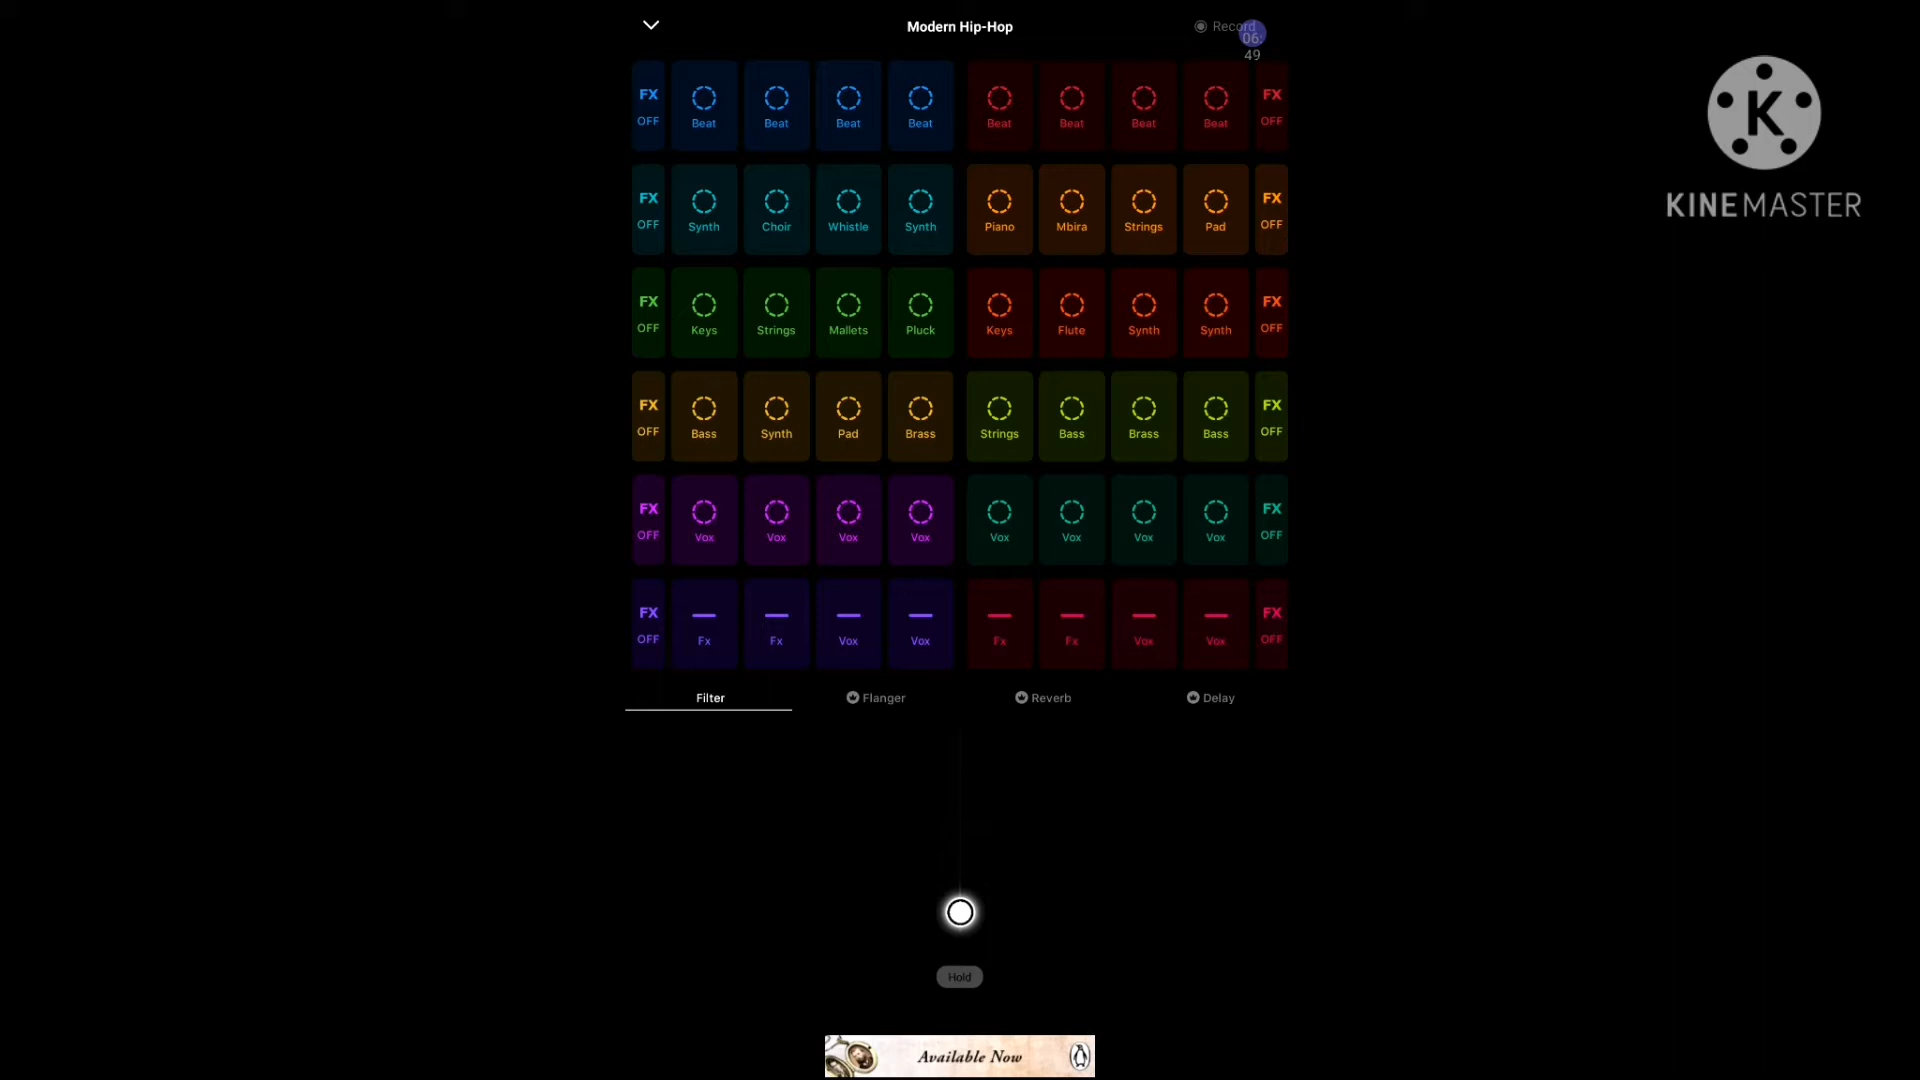 Modern Hip-Hop
Record
06:
49
FX Beat Beat Beat Beat Beat Beat Beat Beat FX
OFF OFF
FX Synth Choir Whistle Synth Piano Mbira Strings Pad FX
OFF OFF
FX Keys Strings Mallets Pluck Keys Flute Synth Synth FX
OFF OFF
FX Bass Synth Pad Brass Strings Bass Brass Bass FX
OFF OFF
FX Vox Vox Vox Vox Vox Vox Vox Vox FX
OFF OFF
FX Fx Fx Vox Vox Fx Fx Vox Vox FX
OFF OFF
Filter Flanger Reverb Delay
Hold
Available Now
K
KINEMASTER